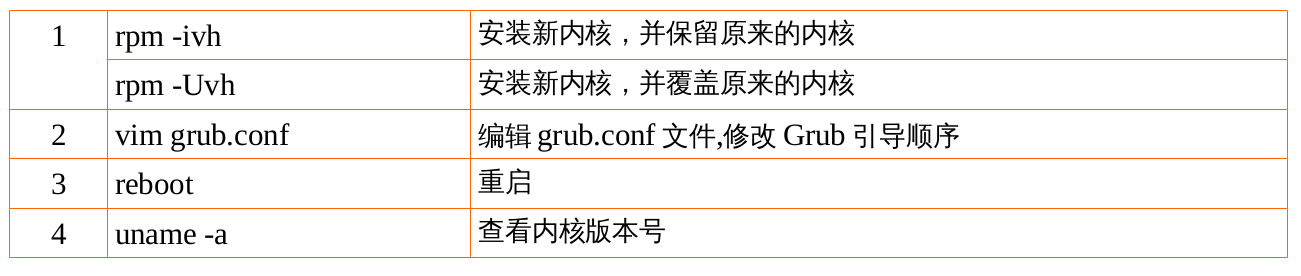 1 rpm -ivh 安装新内核，并保留原来的内核
rpm -Uvh 安装新内核，并覆盖原来的内核
2 vim grub.conf 编辑 grub.conf 文件,修改 Grub 引导顺序
3 reboot 重启
4 uname -a 查看内核版本号